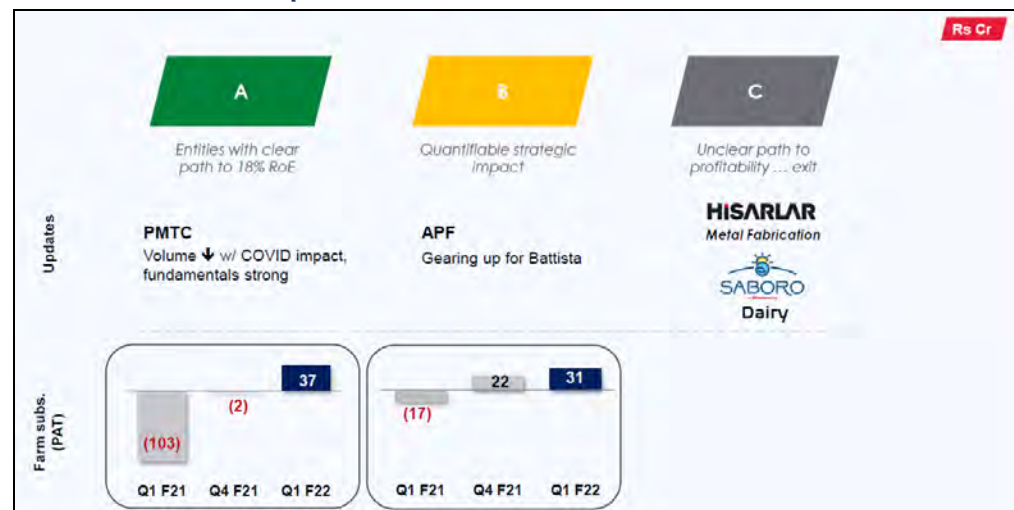 Rs Cr
A
B
C
Entities with clear
path to 18% RoE
Quantifiable strategic
impact
Unclear path to
profitability ... exit
Updates
PMTC
Volume ↓ w/ COVID impact,
fundamentals strong
APF
Gearing up for Battista
HİSARLAR
Metal Fabrication
SABORO
Dairy
Farm subs.
(PAT)
(103)
(2)
37
Q1 F21 Q4 F21 Q1 F22
(17)
22
31
Q1 F21 Q4 F21 Q1 F22